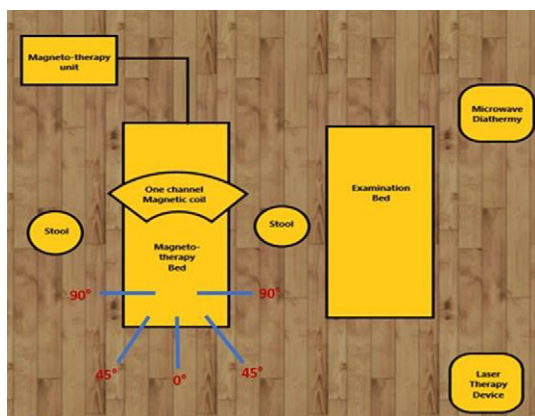 Magneto-therapy
unit
Microwave
Diathermy
One channel
Magnetic coil
Examination
Bed
Stool
Stool
Magneto-
therapy
Bed
90°
90°
45°
0°
45°
Laser
Therapy
Device